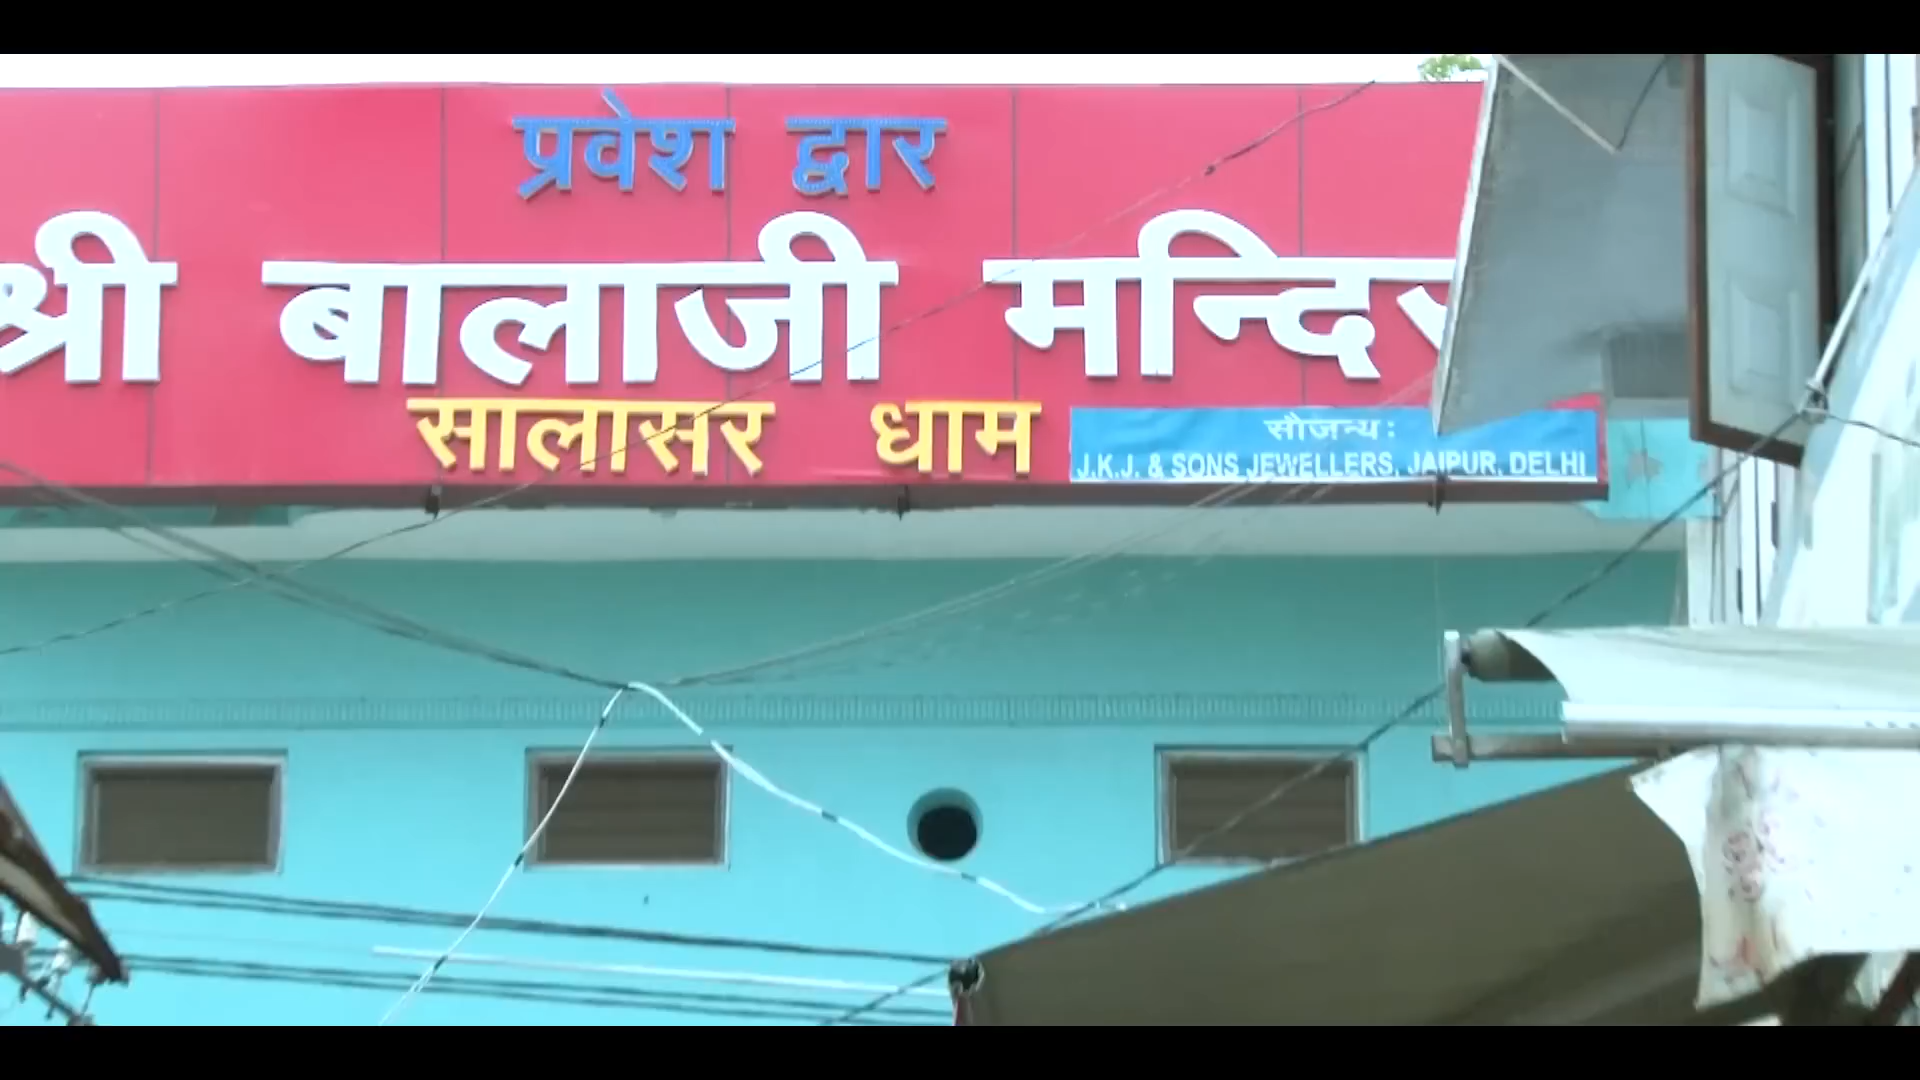 प्रवेश द्वार
श्री बालाजी मन्दिर
सालासर धाम
सौजन्य:
J.K.J. & SONS JEWELLERS, JAIPUR, DELHI